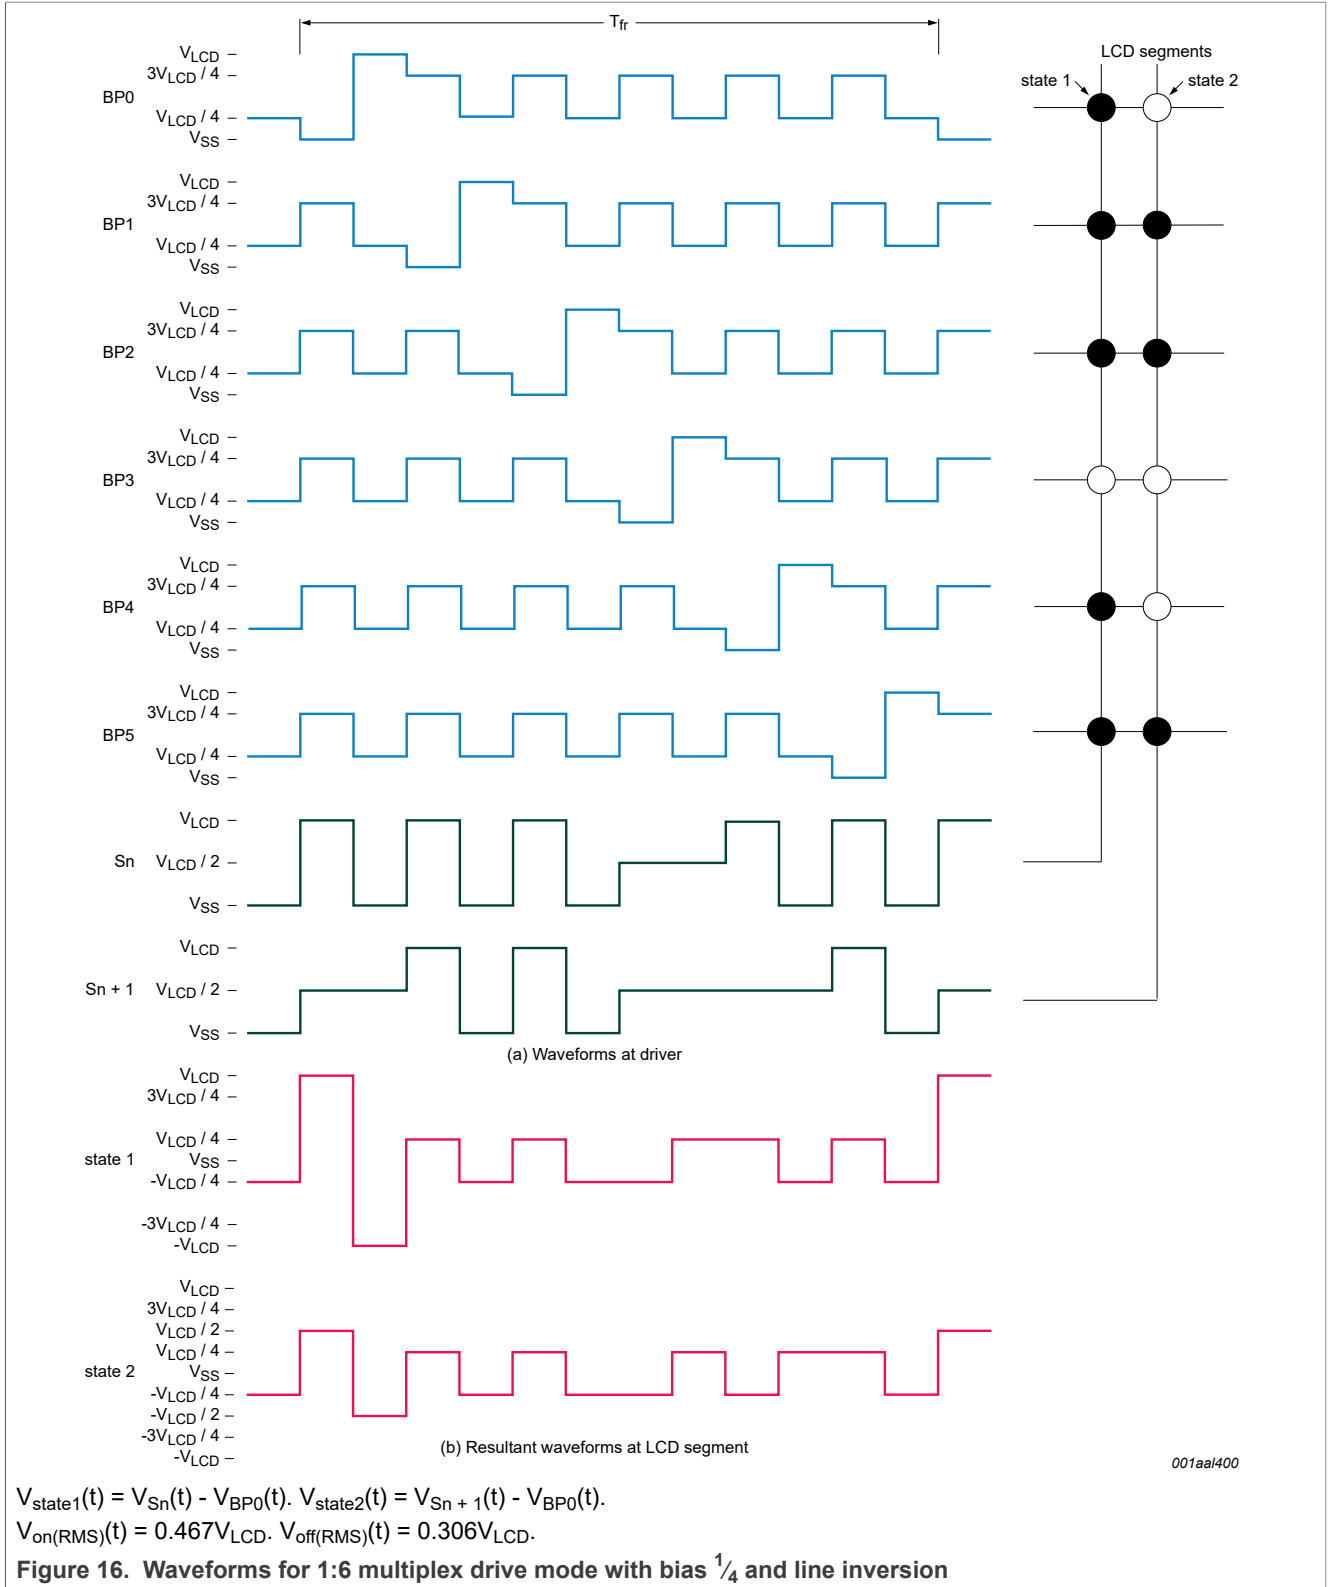 Tfr
VLCD
3VLCD / 4
BP0
VLCD / 4
VSS
LCD segments
state 1
state 2
VLCD
3VLCD / 4
BP1
VLCD / 4
VSS
VLCD
3VLCD / 4
BP2
VLCD / 4
VSS
VLCD
3VLCD / 4
BP3
VLCD / 4
VSS
VLCD
3VLCD / 4
BP4
VLCD / 4
VSS
VLCD
3VLCD / 4
BP5
VLCD / 4
VSS
VLCD
Sn VLCD / 2
VSS
VLCD
Sn + 1 VLCD / 2
VSS
(a) Waveforms at driver
VLCD
3VLCD / 4
VLCD / 4
state 1 VSS
-VLCD / 4
-3VLCD / 4
-VLCD
VLCD
3VLCD / 4
VLCD / 2
VLCD / 4
state 2 VSS
-VLCD / 4
-VLCD / 2
-3VLCD / 4
-VLCD
(b) Resultant waveforms at LCD segment
001aal400
Vstate1(t) = VSn(t) - VBP0(t). Vstate2(t) = VSn + 1(t) - VBP0(t).
Von(RMS)(t) = 0.467VLCD. Voff(RMS)(t) = 0.306VLCD.
Figure 16. Waveforms for 1:6 multiplex drive mode with bias 1/4 and line inversion